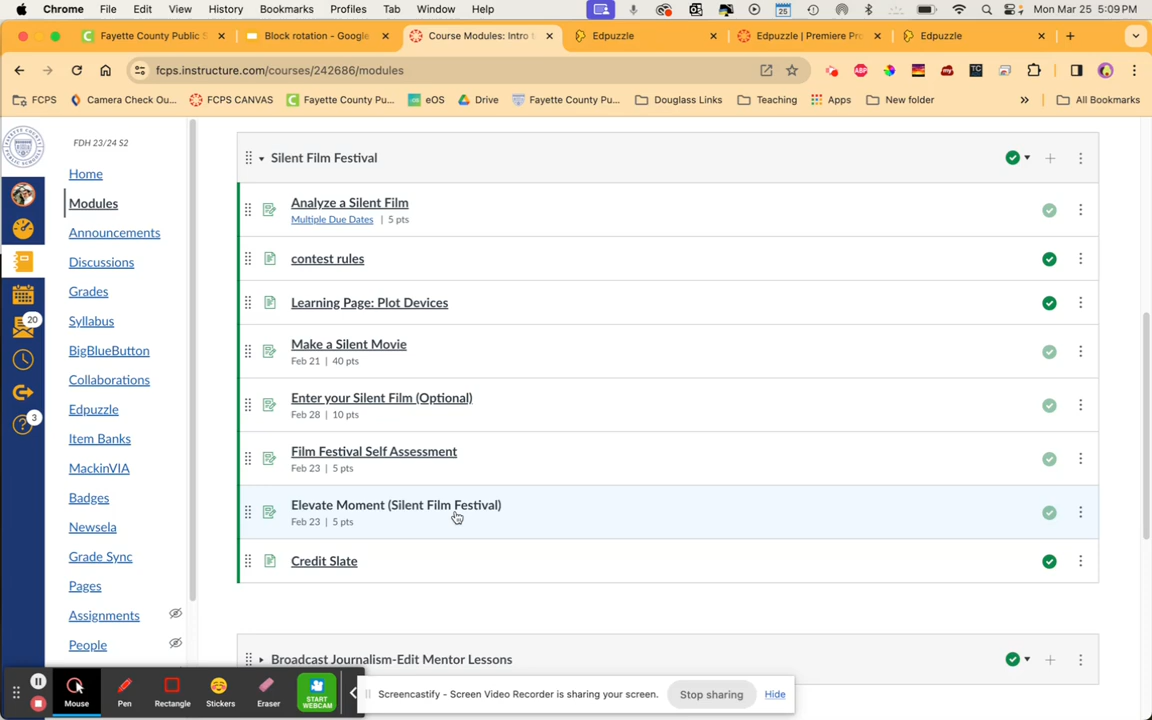 Chrome File Edit View History Bookmarks Profiles Tab Window Help
25 Mon Mar 25 5:09 PM
Fayette County Public S
Block rotation - Google
Course Modules: Intro t
Edpuzzle
Edpuzzle | Premiere Pro
Edpuzzle
fcps.instructure.com/courses/242686/modules
ABP
my
TC
FCPS
Camera Check Ou...
FCPS CANVAS
Fayette County Pu...
eOS
Drive
Fayette County Pu...
Douglass Links
Teaching
Apps
New folder
»
All Bookmarks
FDH 23/24 S2
Home
Modules
Announcements
Discussions
Grades
Syllabus
BigBlueButton
Collaborations
Edpuzzle
Item Banks
MackinVIA
Badges
Newsela
Grade Sync
Pages
Assignments
People
20
3
Silent Film Festival
Analyze a Silent Film
Multiple Due Dates | 5 pts
contest rules
Learning Page: Plot Devices
Make a Silent Movie
Feb 21 | 40 pts
Enter your Silent Film (Optional)
Feb 28 | 10 pts
Film Festival Self Assessment
Feb 23 | 5 pts
Elevate Moment (Silent Film Festival)
Feb 23 | 5 pts
Credit Slate
Broadcast Journalism-Edit Mentor Lessons
Mouse
Pen
Rectangle
Stickers
Eraser
START
WEBCAM
Screencastify - Screen Video Recorder is sharing your screen.
Stop sharing
Hide